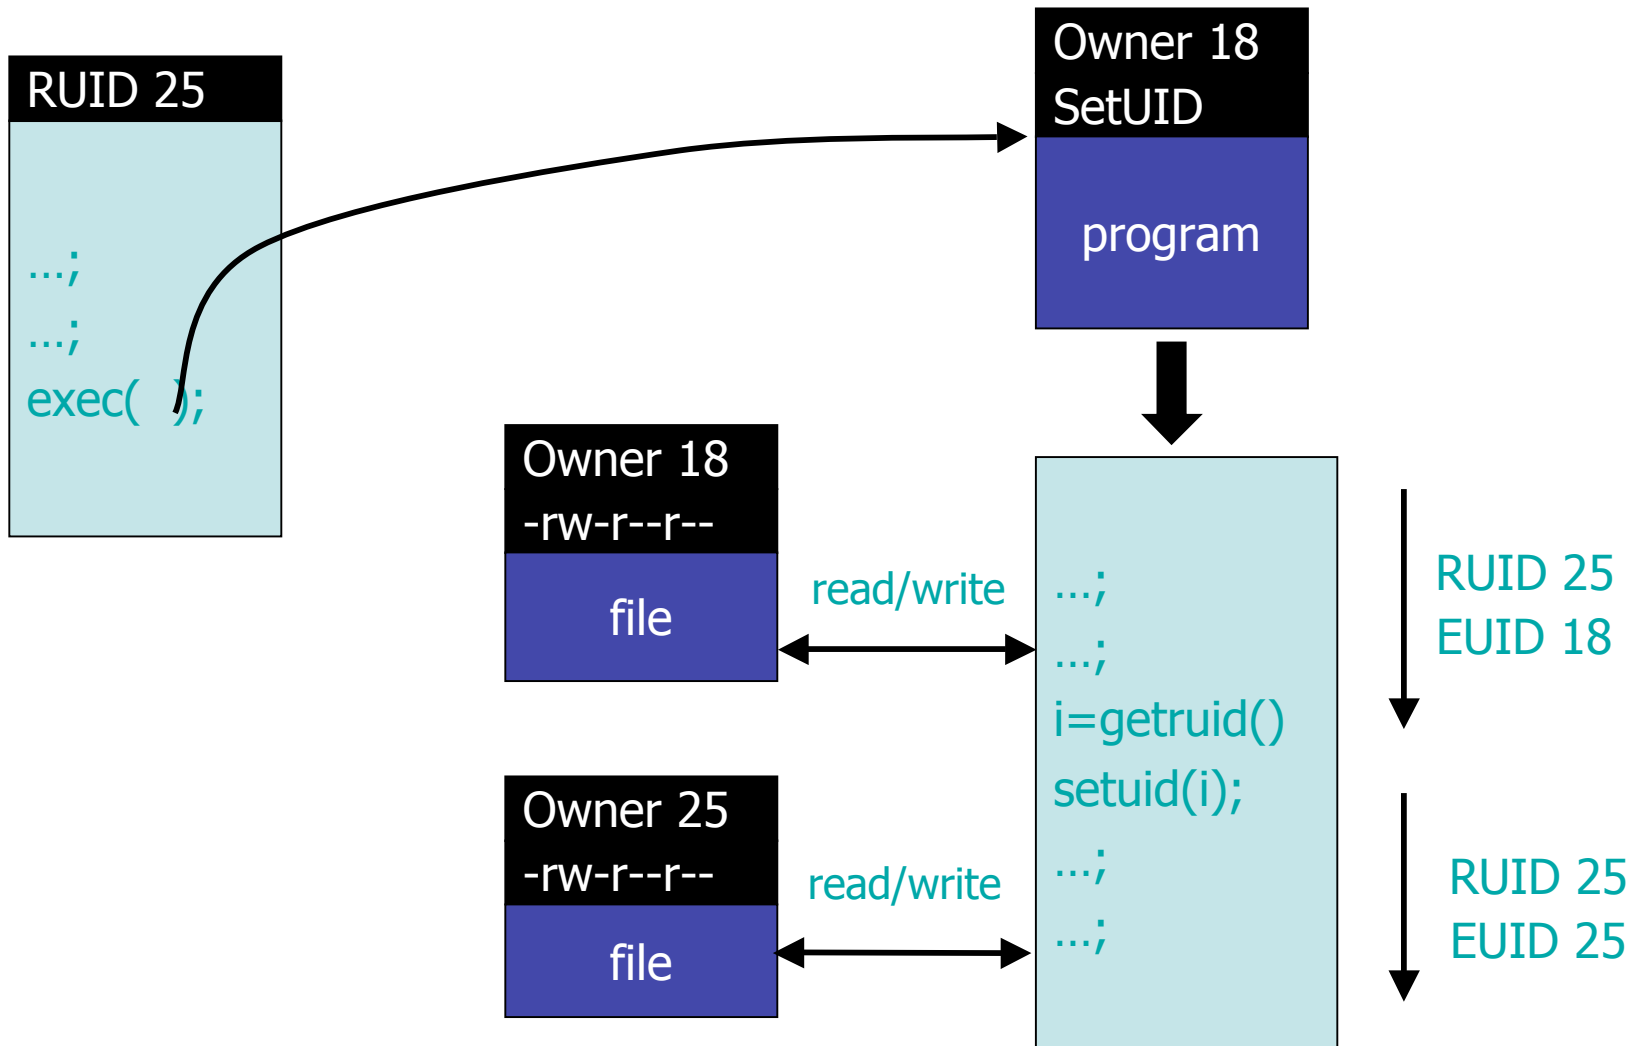 RUID 25
...;
...;
exec( );
Owner 18
SetUID
program
Owner 18
-rw-r--r--
file
read/write
Owner 25
-rw-r--r--
file
read/write
...;
...;
i=getruid()
setuid(i);
...;
...;
RUID 25
EUID 18
RUID 25
EUID 25